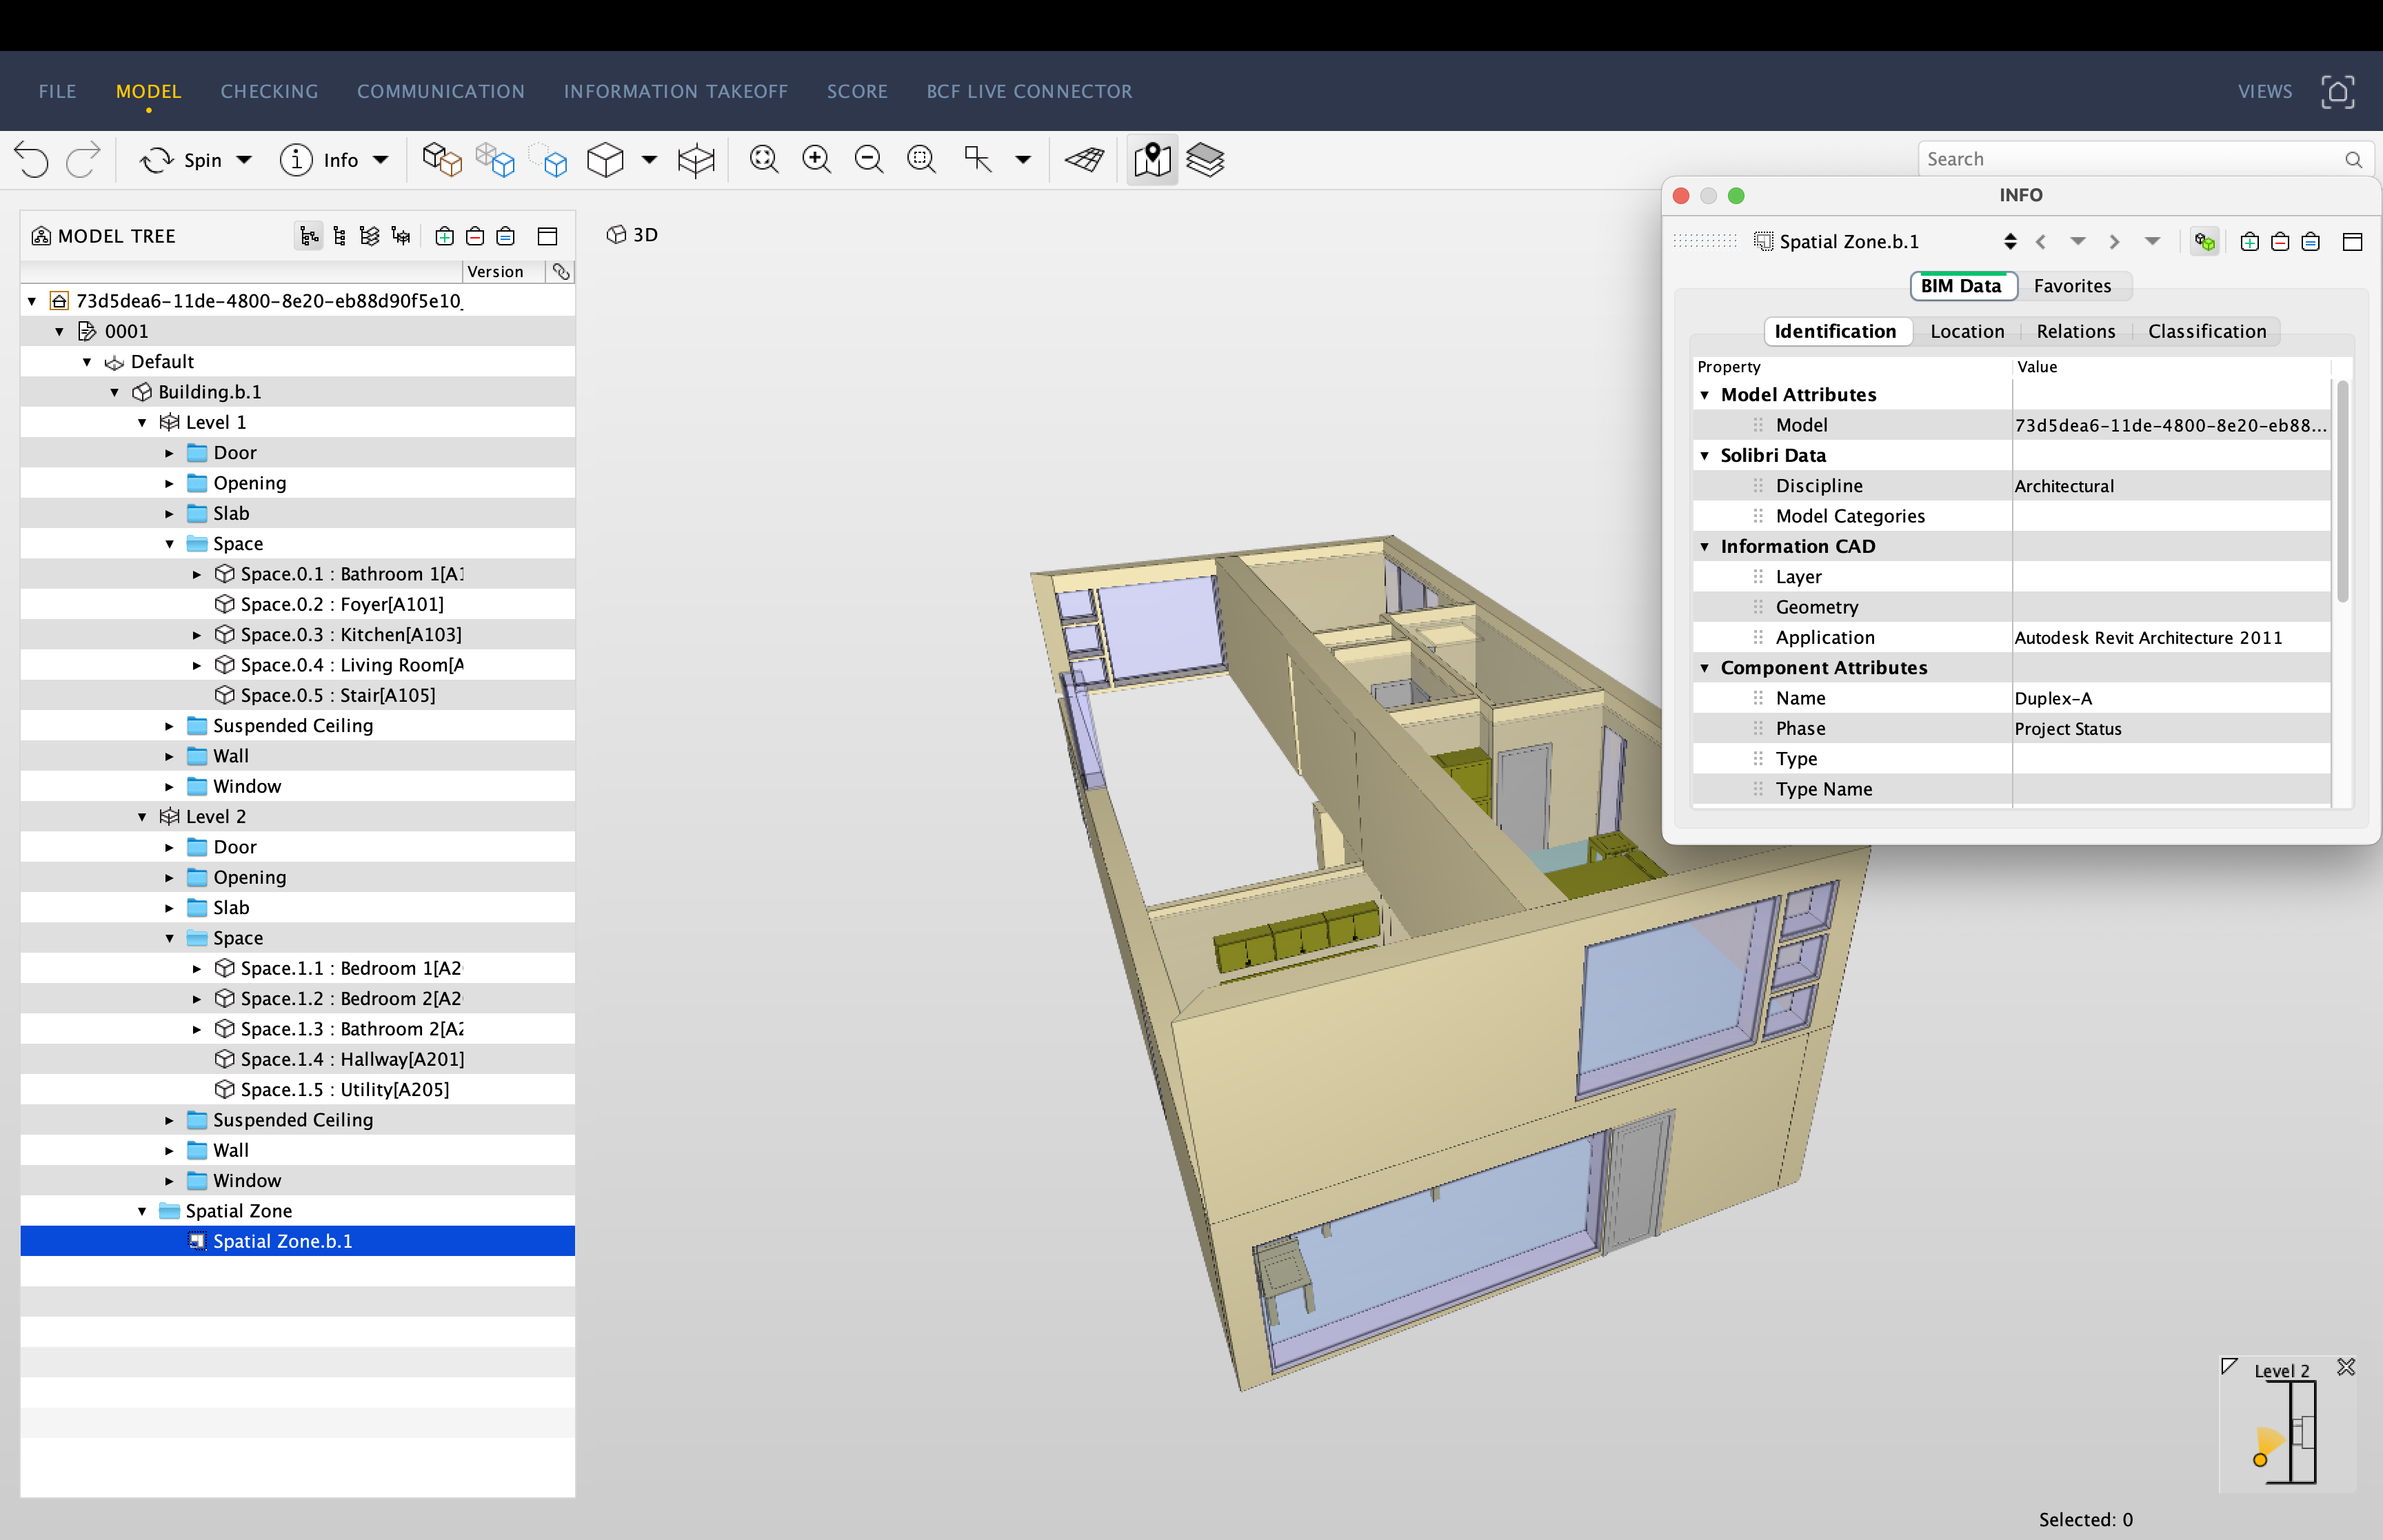 FILE MODEL CHECKING COMMUNICATION INFORMATION TAKEOFF SCORE BCF LIVE CONNECTOR VIEWS
Spin Info Search
MODEL TREE
Version
73d5dea6-11de-4800-8e20-eb88d90f5e10_
0001
Default
Building.b.1
Level 1
Door
Opening
Slab
Space
Space.0.1 : Bathroom 1[A1
Space.0.2 : Foyer[A101]
Space.0.3 : Kitchen[A103]
Space.0.4 : Living Room[A
Space.0.5 : Stair[A105]
Suspended Ceiling
Wall
Window
Level 2
Door
Opening
Slab
Space
Space.1.1 : Bedroom 1[A2
Space.1.2 : Bedroom 2[A2
Space.1.3 : Bathroom 2[A2
Space.1.4 : Hallway[A201]
Space.1.5 : Utility[A205]
Suspended Ceiling
Wall
Window
Spatial Zone
Spatial Zone.b.1
3D
INFO
Spatial Zone.b.1
BIM Data Favorites
Identification Location Relations Classification
Property Value
Model Attributes
Model 73d5dea6-11de-4800-8e20-eb88...
Solibri Data
Discipline Architectural
Model Categories
Information CAD
Layer
Geometry
Application Autodesk Revit Architecture 2011
Component Attributes
Name Duplex-A
Phase Project Status
Type
Type Name
Level 2
Selected: 0